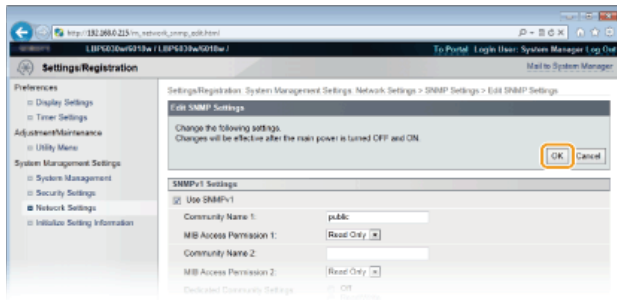 http://192.168.0.215/m_network_snmp_edit.html
LBP6030w/6018w / LBP6030w/6018w /
To Portal Login User: System Manager Log Out
Settings/Registration
Mail to System Manager
Preferences
Display Settings
Timer Settings
Adjustment/Maintenance
Utility Menu
System Management Settings
System Management
Security Settings
Network Settings
Initialize Setting Information
Settings/Registration: System Management Settings: Network Settings > SNMP Settings > Edit SNMP Settings
Edit SNMP Settings
Change the following settings.
Changes will be effective after the main power is turned OFF and ON.
OK
Cancel
SNMPv1 Settings
Use SNMPv1
Community Name 1:
public
MIB Access Permission 1:
Read Only
Community Name 2:
MIB Access Permission 2:
Read Only
Dedicated Community Settings
Off